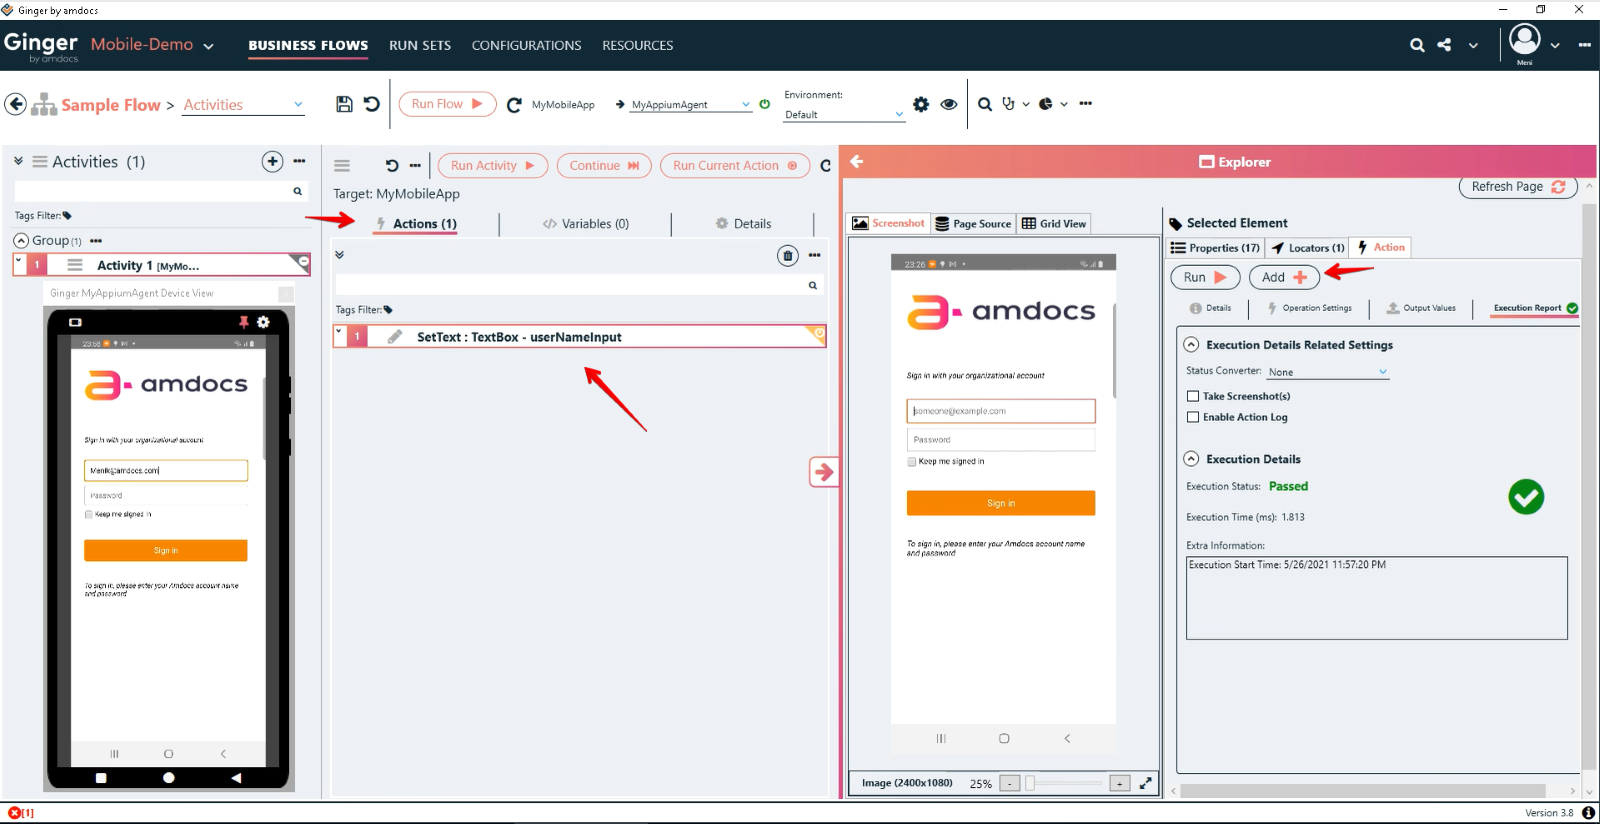 Ginger by amdocs
Ginger
by amdocs
Mobile-Demo
BUSINESS FLOWS
RUN SETS
CONFIGURATIONS
RESOURCES
Meni
Sample Flow > Activities
Run Flow
MyMobileApp
MyAppiumAgent
Environment:
Default
Activities (1)
Tags Filter:
Group (1)
1
Activity 1 [MyMo...
Ginger MyAppiumAgent Device View
23:58
amdocs
Sign in with your organizational account
Menik@amdocs.com
Password
Keep me signed in
Sign in
To sign in, please enter your Amdocs account name
and password
Run Activity
Continue
Run Current Action
Target: MyMobileApp
Actions (1)
Variables (0)
Details
Tags Filter:
1
SetText : TextBox - userNameInput
Explorer
Refresh Page
Screenshot
Page Source
Grid View
23:26
amdocs
Sign in with your organizational account
someone@example.com
Password
Keep me signed in
Sign in
To sign in, please enter your Amdocs account name
and password
Image (2400x1080)
25%
-
+
Selected Element
Properties (17)
Locators (1)
Action
Run
Add
Details
Operation Settings
Output Values
Execution Report
Execution Details Related Settings
Status Converter: None
Take Screenshot(s)
Enable Action Log
Execution Details
Execution Status: Passed
Execution Time (ms): 1.813
Extra Information:
Execution Start Time: 5/26/2021 11:57:20 PM
[1]
Version 3.8